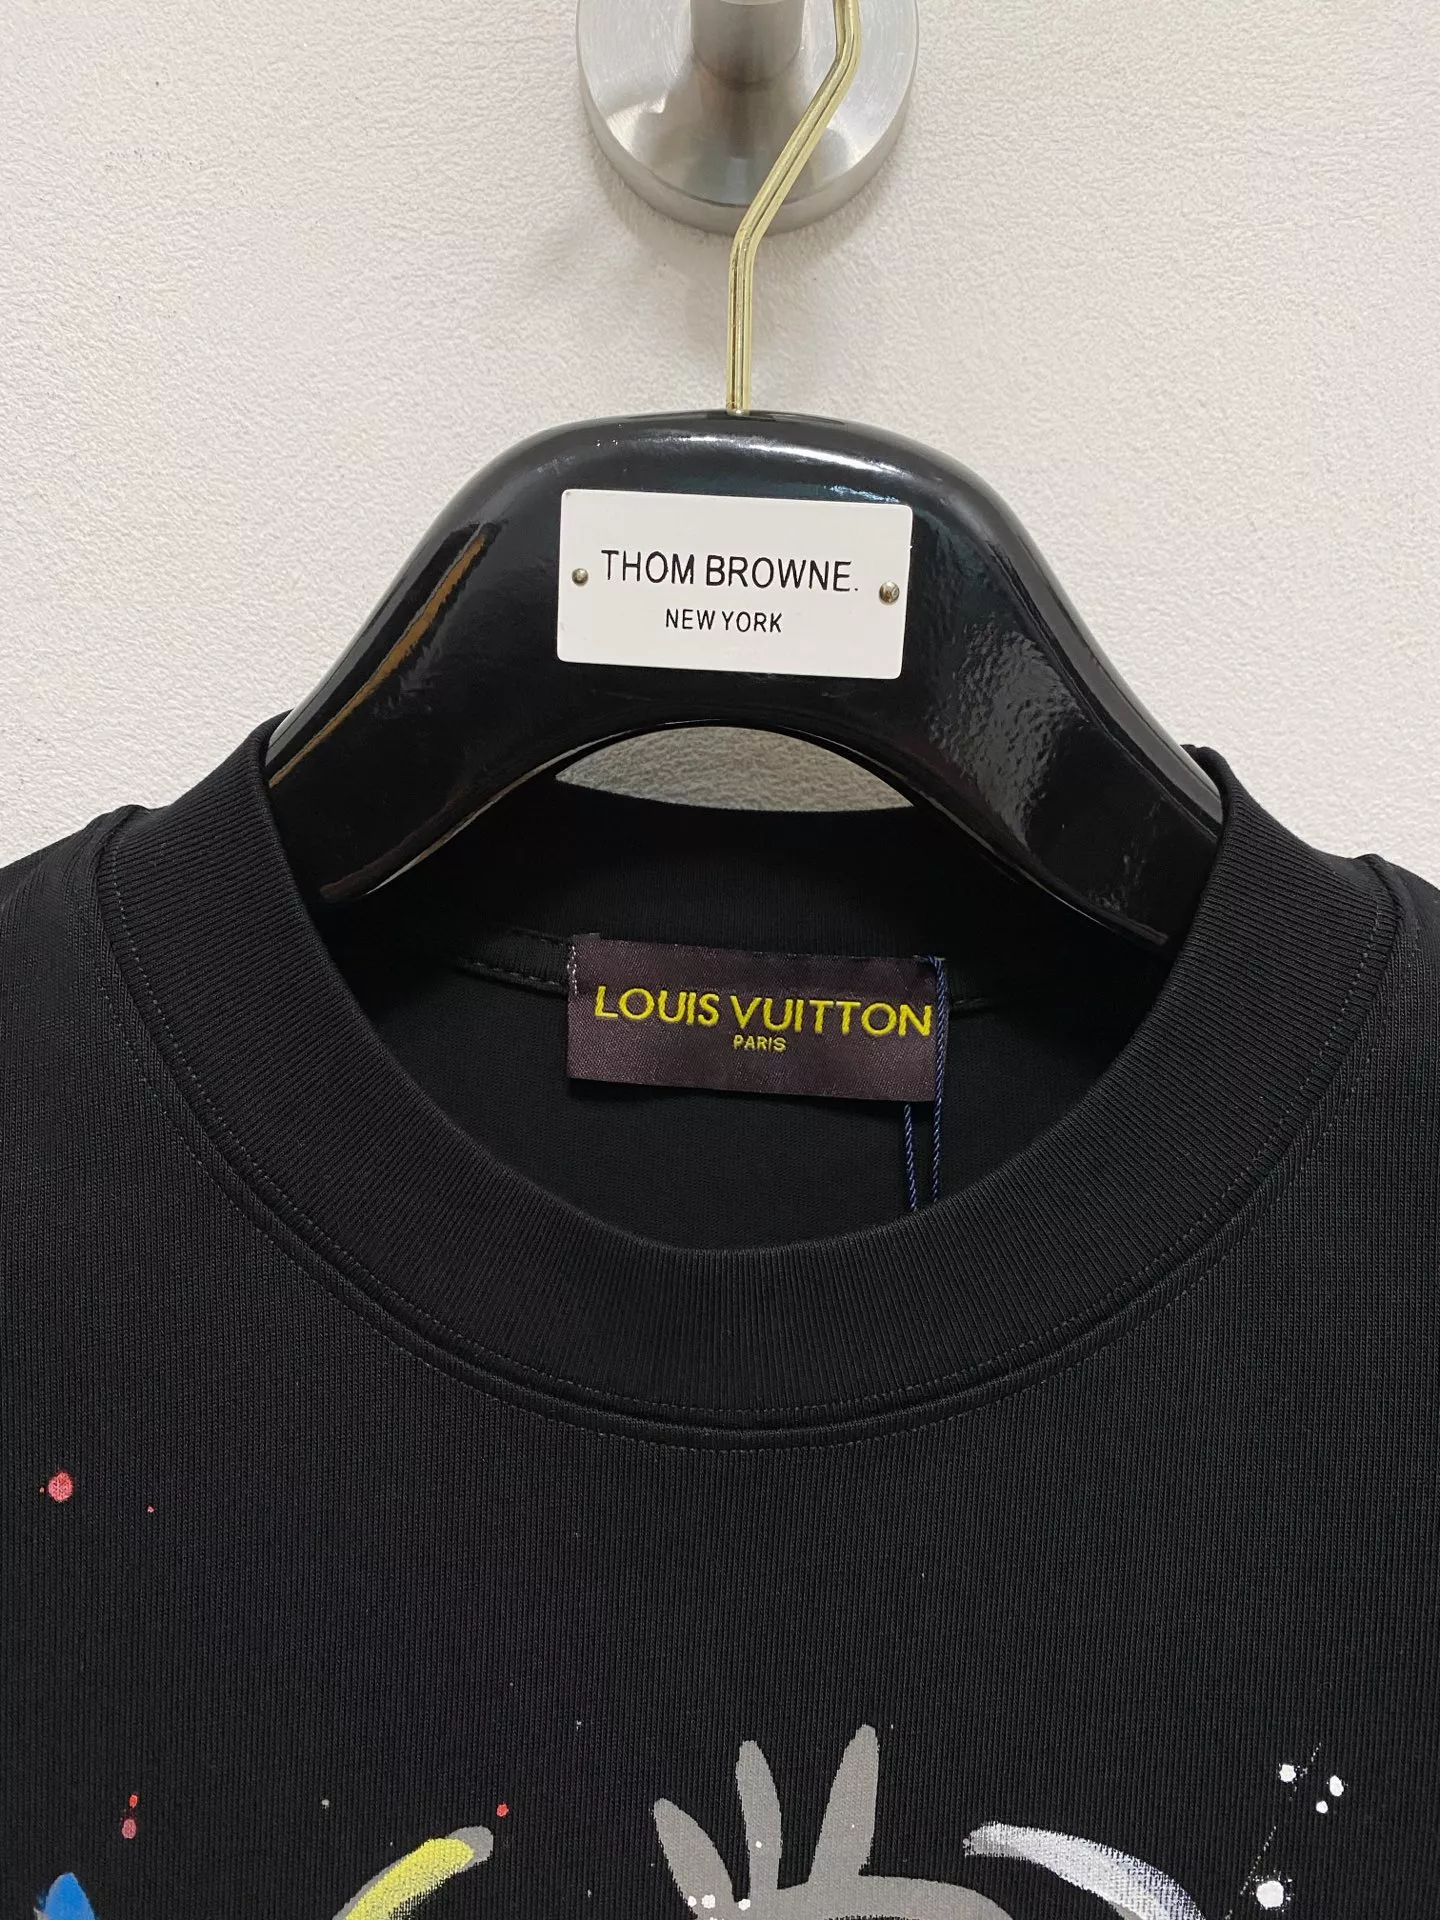 THOM BROWNE.
NEW YORK
LOUIS VUITTON
PARIS